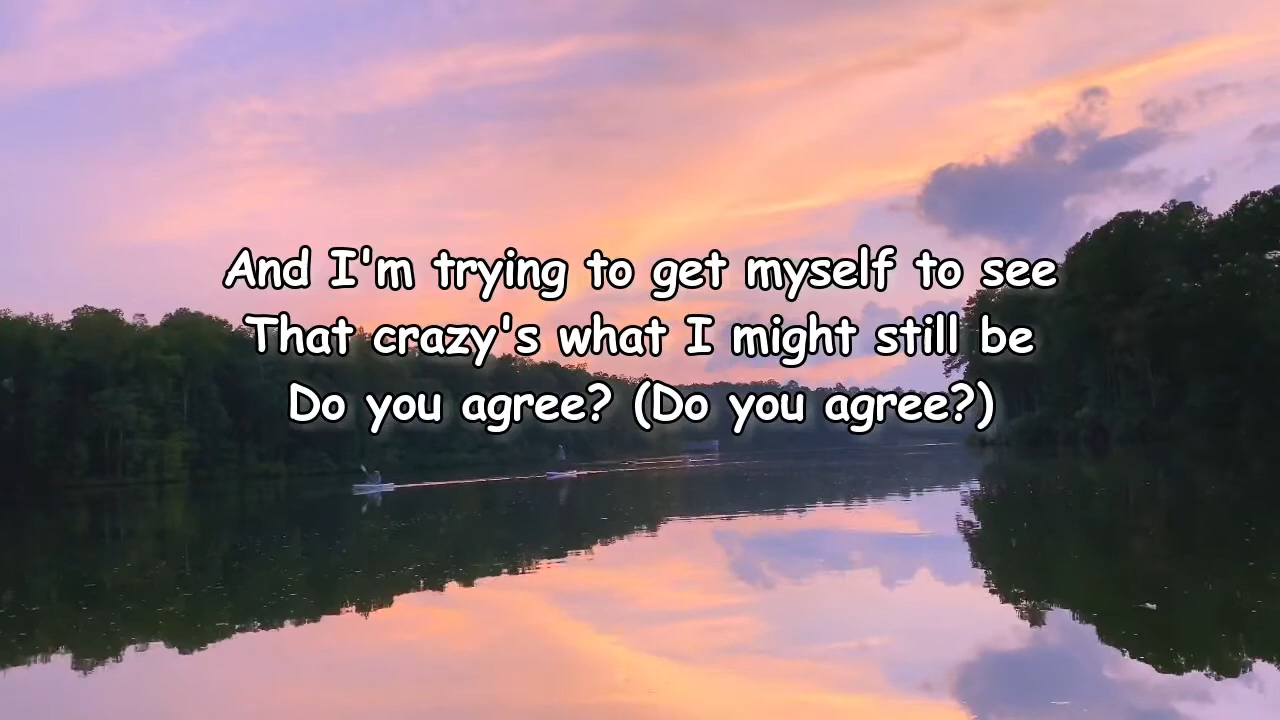 And I'm trying to get myself to see
That crazy's what I might still be
Do you agree? (Do you agree?)